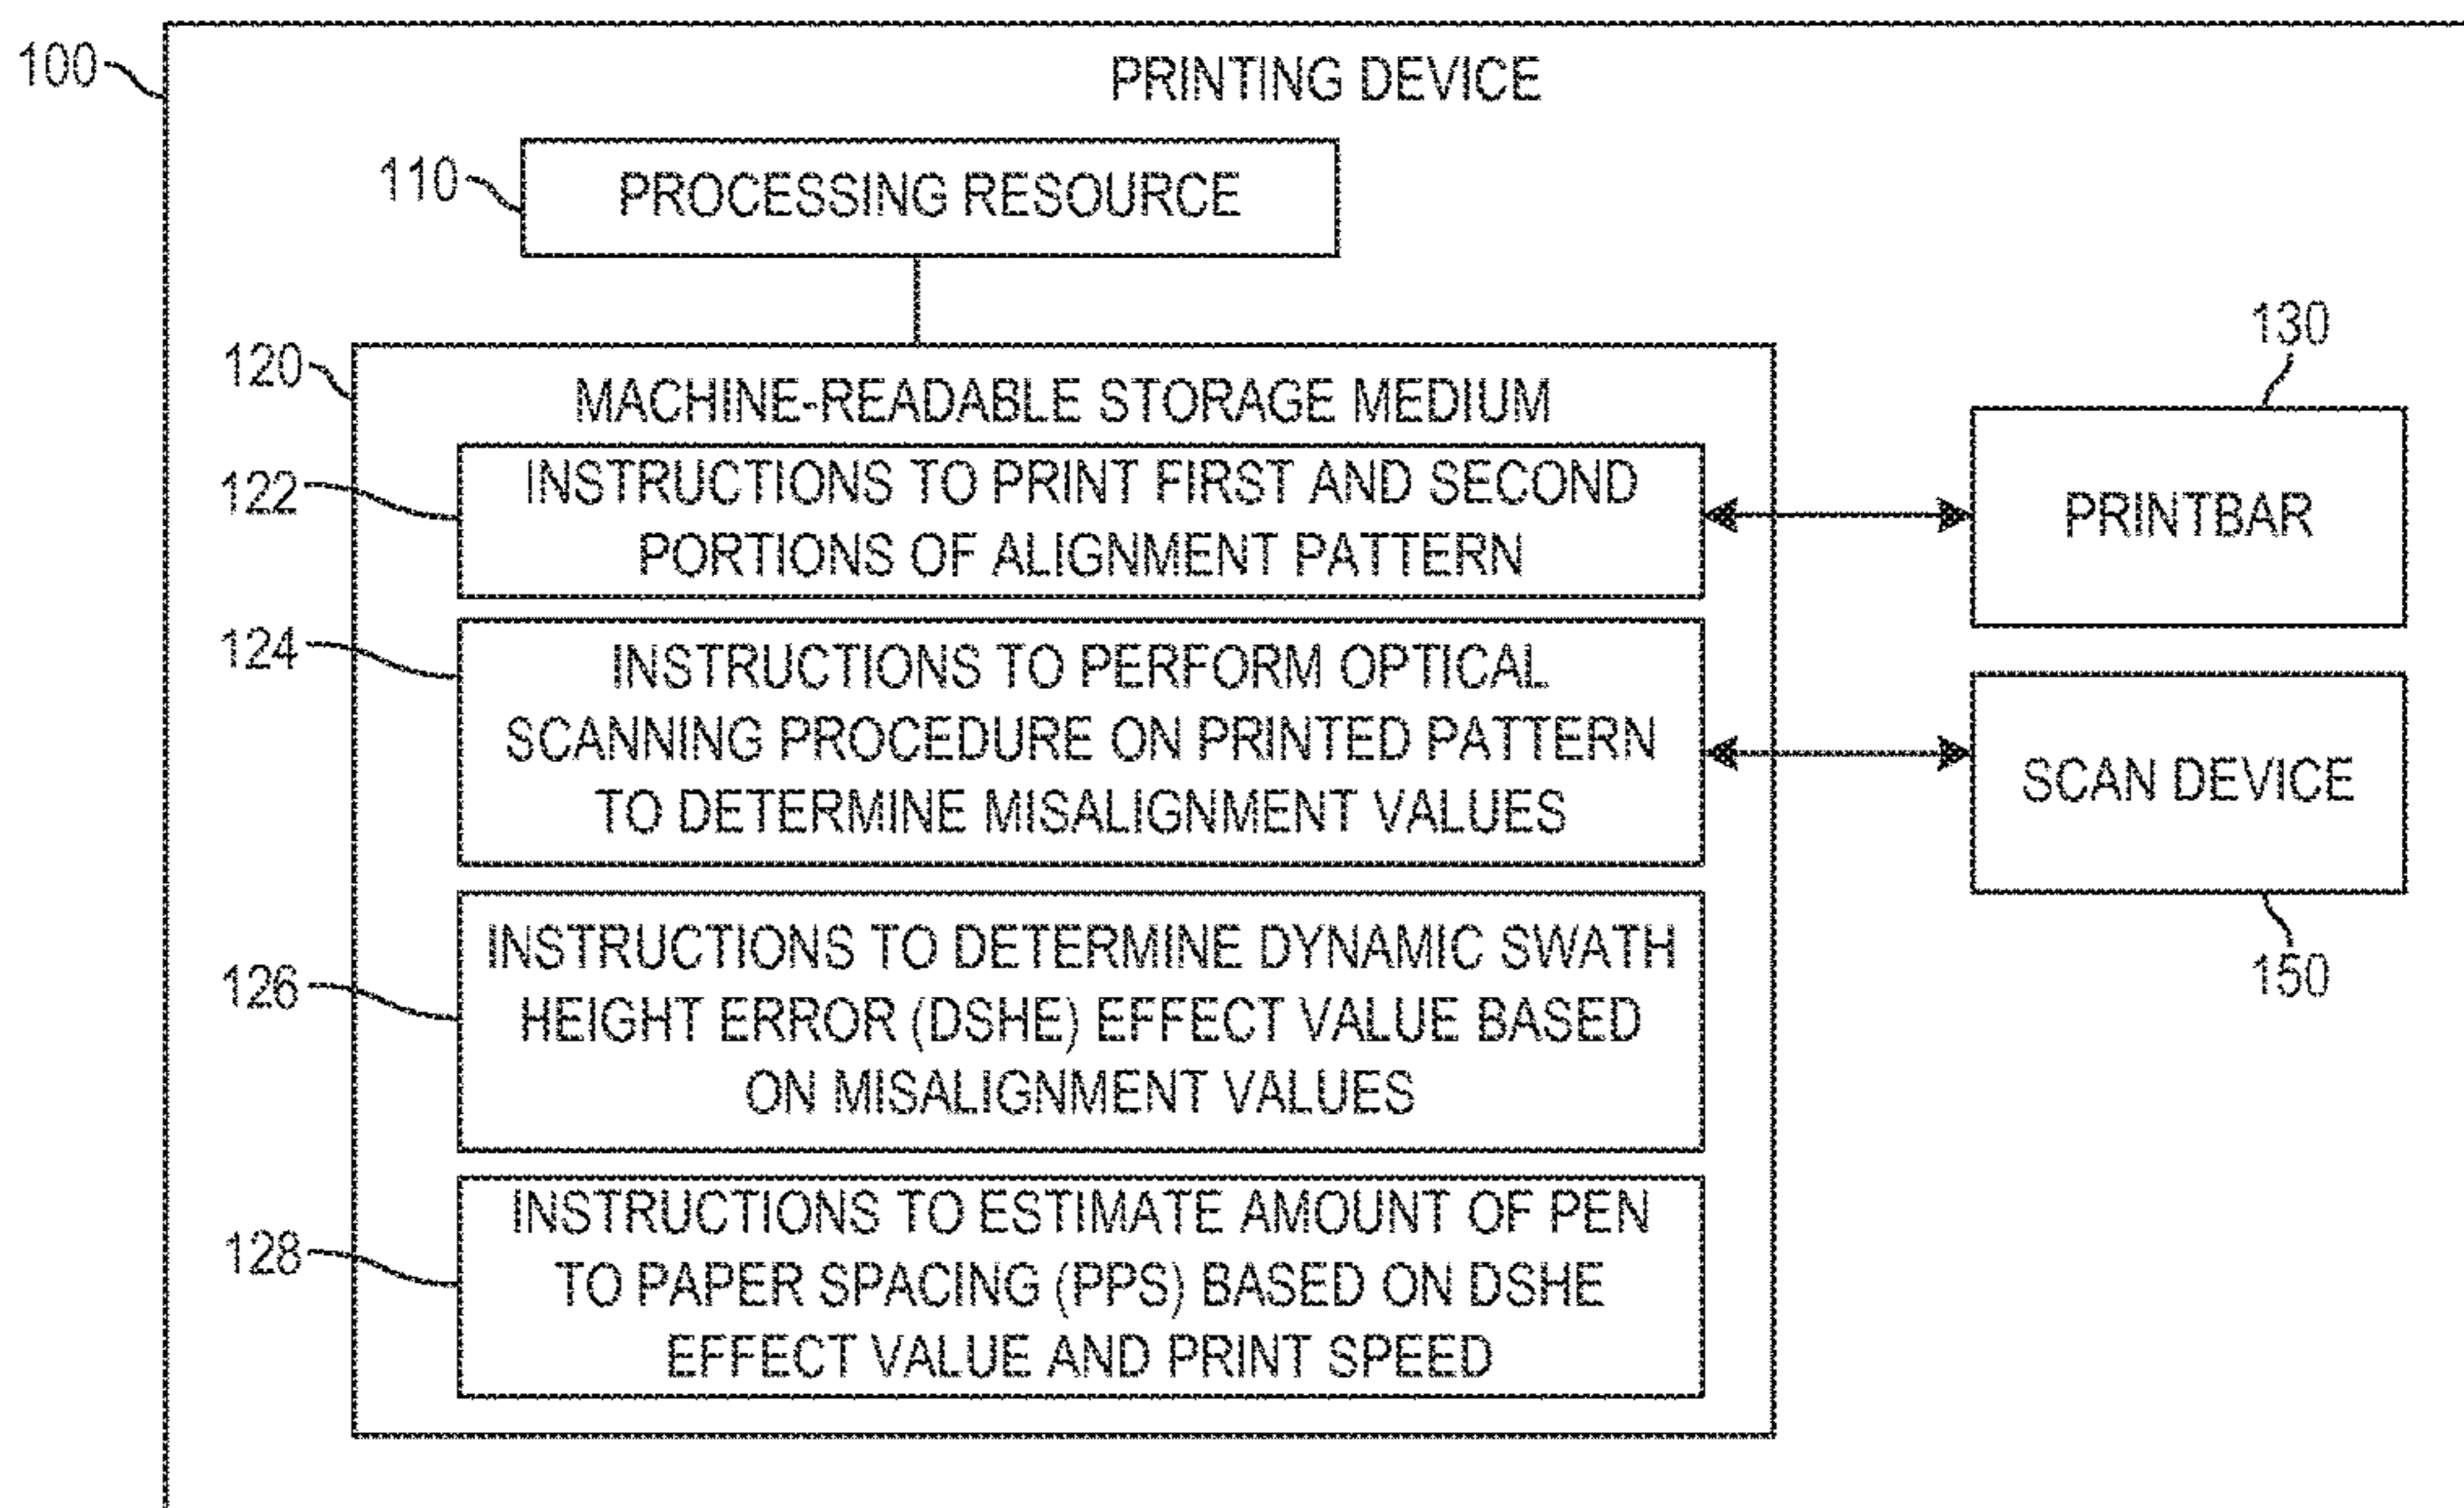 100
PRINTING DEVICE
110
PROCESSING RESOURCE
120
MACHINE-READABLE STORAGE MEDIUM
122
INSTRUCTIONS TO PRINT FIRST AND SECOND
PORTIONS OF ALIGNMENT PATTERN
124
INSTRUCTIONS TO PERFORM OPTICAL
SCANNING PROCEDURE ON PRINTED PATTERN
TO DETERMINE MISALIGNMENT VALUES
126
INSTRUCTIONS TO DETERMINE DYNAMIC SWATH
HEIGHT ERROR (DSHE) EFFECT VALUE BASED
ON MISALIGNMENT VALUES
128
INSTRUCTIONS TO ESTIMATE AMOUNT OF PEN
TO PAPER SPACING (PPS) BASED ON DSHE
EFFECT VALUE AND PRINT SPEED
130
PRINTBAR
SCAN DEVICE
150